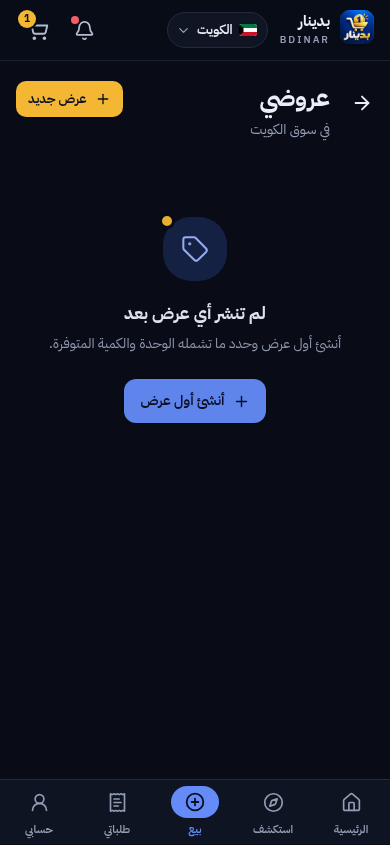 بدينار
BDINAR
الكويت
1
عروضي
في سوق الكويت
عرض جديد
لم تنشر أي عرض بعد
أنشئ أول عرض وحدد ما تشمله الوحدة والكمية المتوفرة.
أنشئ أول عرض
الرئيسية
استكشف
بيع
طلباتي
حسابي